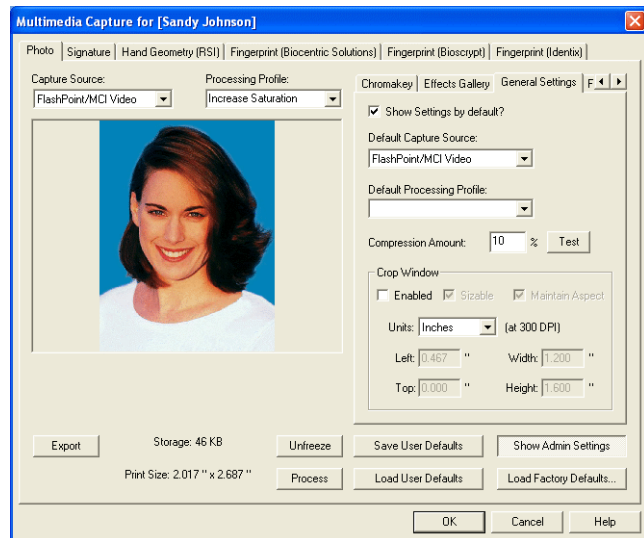 Multimedia Capture for [Sandy Johnson]
Photo Signature Hand Geometry (RSI) Fingerprint (Biocentric Solutions) Fingerprint (Bioscrypt) Fingerprint (Identix)
Capture Source: Processing Profile:
FlashPoint/MCI Video Increase Saturation
Chromakey Effects Gallery General Settings F
Show Settings by default?
Default Capture Source:
FlashPoint/MCI Video
Default Processing Profile:
Compression Amount: 10 % Test
Crop Window
Enabled Sizable Maintain Aspect
Units: Inches (at 300 DPI)
Left: 0.467 " Width: 1.200 "
Top: 0.000 " Height: 1.600 "
Export Storage: 46 KB Unfreeze Save User Defaults Show Admin Settings
Print Size: 2.017 " x 2.687 " Process Load User Defaults Load Factory Defaults...
OK Cancel Help